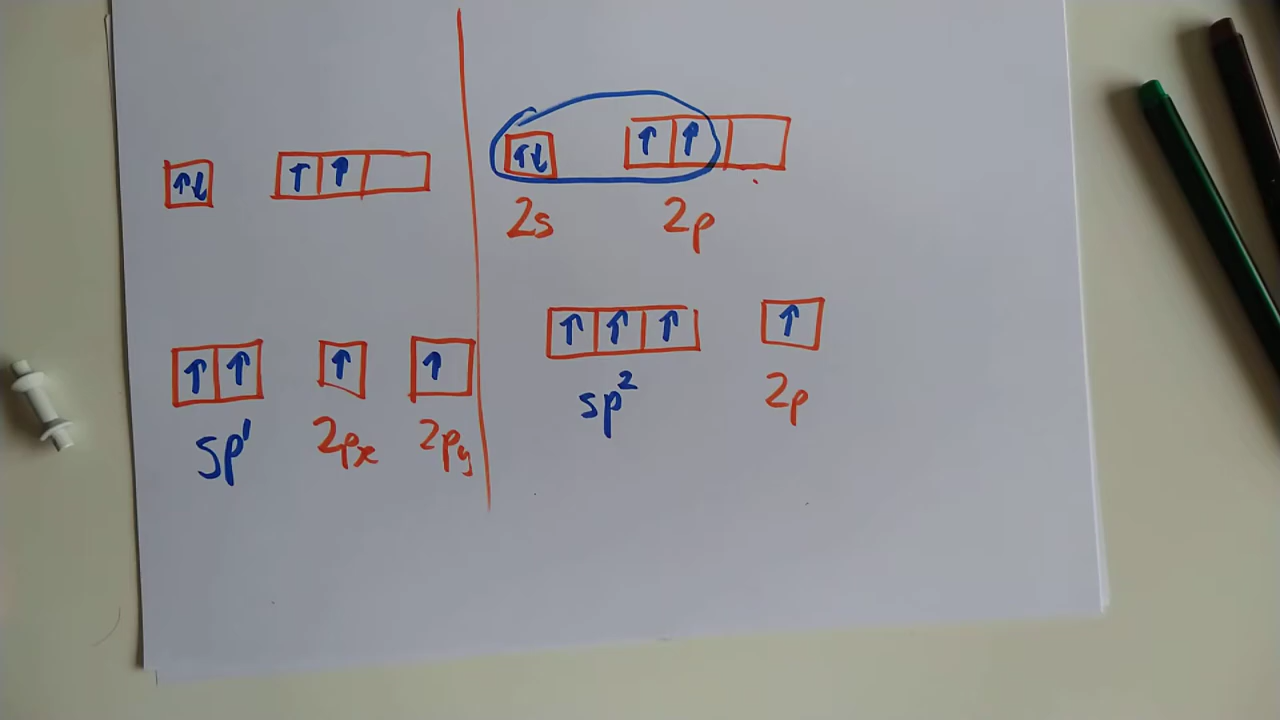 ↑↓ ↑ ↑
↑ ↑ ↑ ↑
sp¹ 2pₓ 2py
↑↓ ↑ ↑
2s 2p
↑ ↑ ↑ ↑
sp² 2p